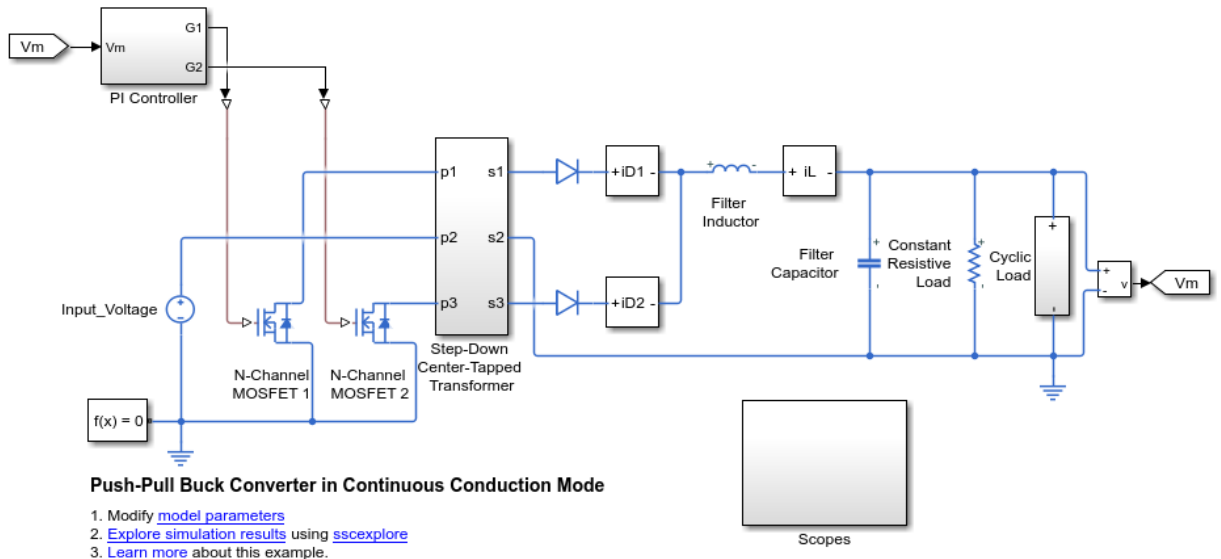 Vm
Vm
G1
G2
PI Controller
p1
p2
p3
s1
s2
s3
+iD1 -
+iD2 -
+ -
+ iL -
Filter
Inductor
Filter
Capacitor
+
-
Constant
Resistive
Load
+
-
Cyclic
Load
+
-
+
-
v
Vm
Input_Voltage
+
−
N-Channel
MOSFET 1
N-Channel
MOSFET 2
Step-Down
Center-Tapped
Transformer
f(x) = 0
Push-Pull Buck Converter in Continuous Conduction Mode
1. Modify model parameters
2. Explore simulation results using sscexplore
3. Learn more about this example.
Scopes